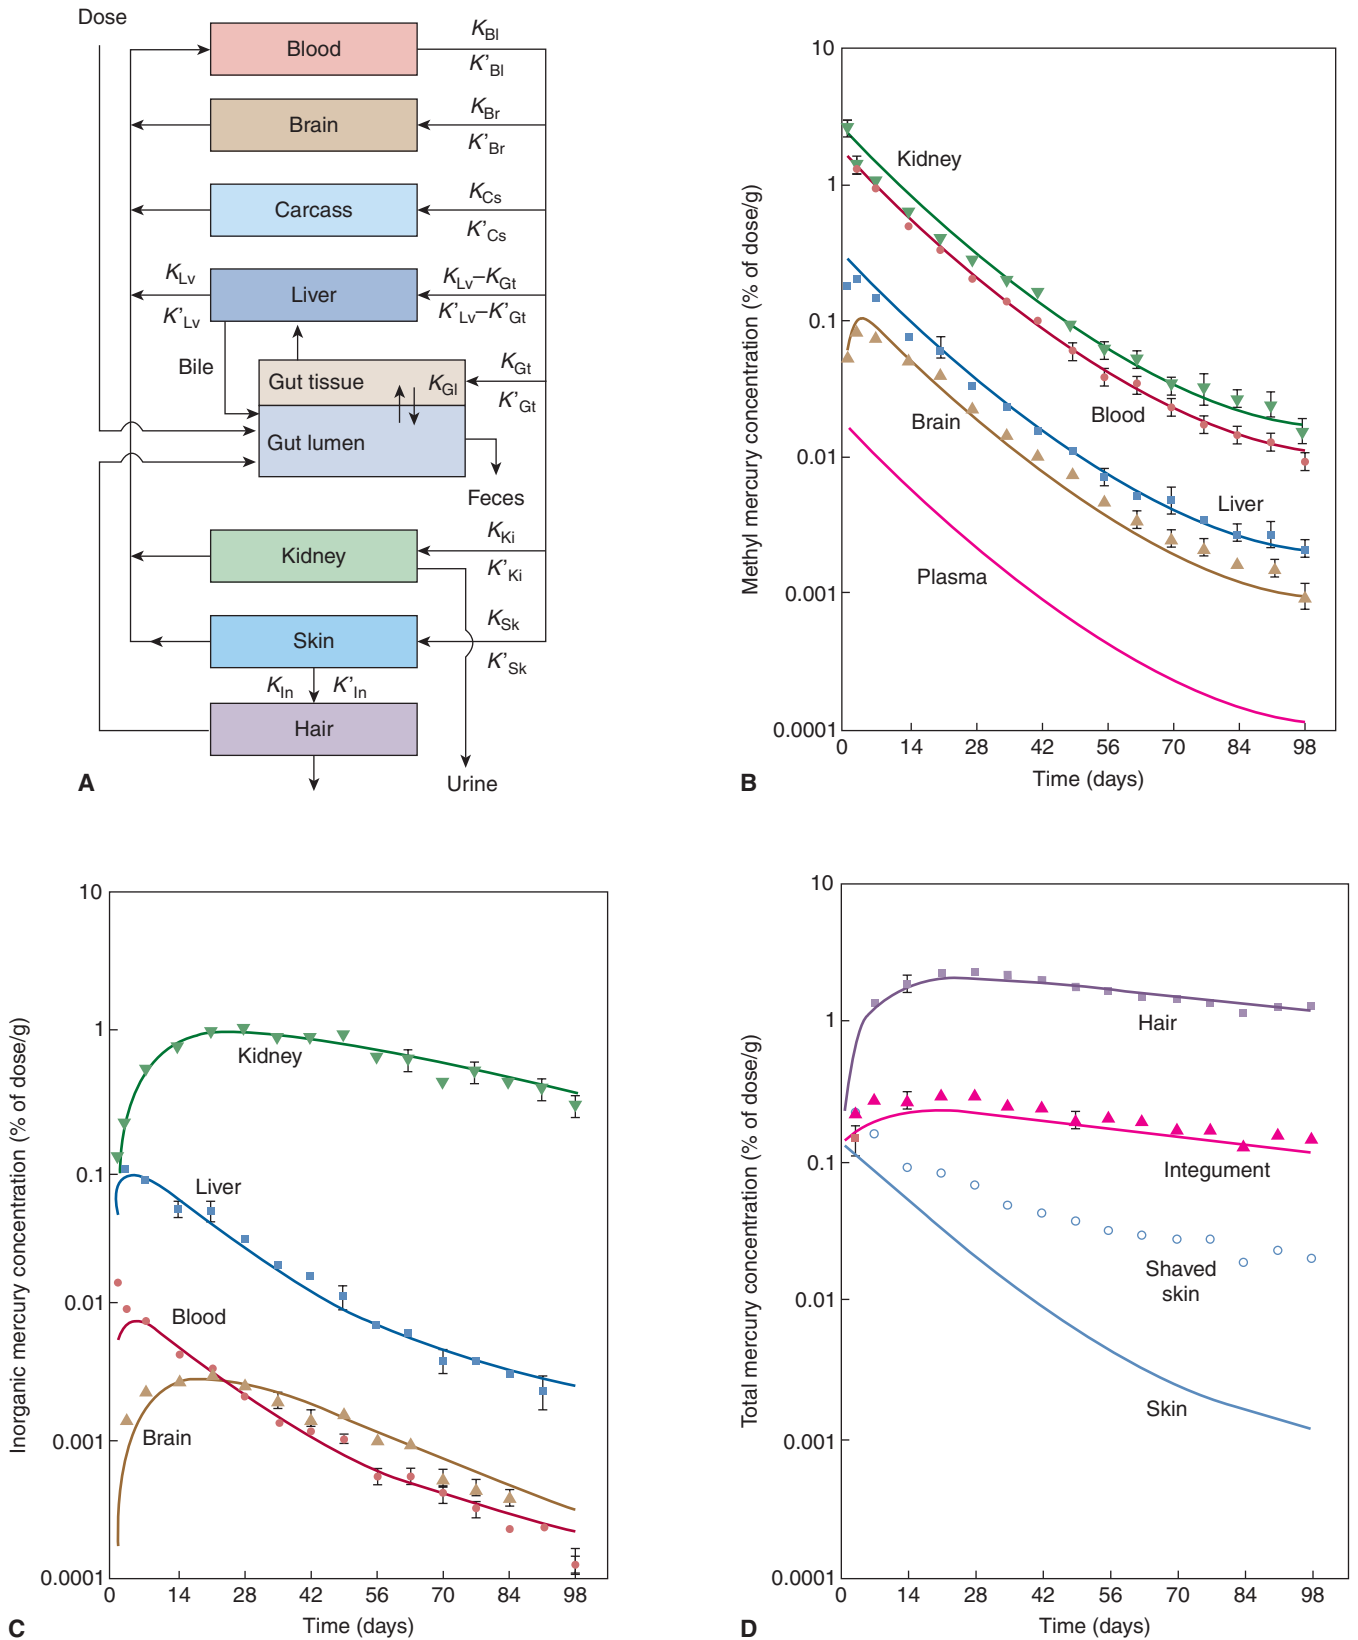 Dose
Blood
K_Bl
K'_Bl
Brain
K_Br
K'_Br
Carcass
K_Cs
K'_Cs
K_Lv
K'_Lv
Liver
K_Lv–K_Gt
K'_Lv–K'_Gt
Bile
Gut tissue
K_GI
K_Gt
K'_Gt
Gut lumen
Feces
Kidney
K_Ki
K'_Ki
Skin
K_Sk
K'_Sk
K_In
K'_In
Hair
Urine
A
Methyl mercury concentration (% of dose/g)
10
1
0.1
0.01
0.001
0.0001
Kidney
Blood
Brain
Liver
Plasma
0 14 28 42 56 70 84 98
Time (days)
B
Inorganic mercury concentration (% of dose/g)
10
1
0.1
0.01
0.001
0.0001
Kidney
Liver
Blood
Brain
0 14 28 42 56 70 84 98
Time (days)
C
Total mercury concentration (% of dose/g)
10
1
0.1
0.01
0.001
0.0001
Hair
Integument
Shaved
skin
Skin
0 14 28 42 56 70 84 98
Time (days)
D